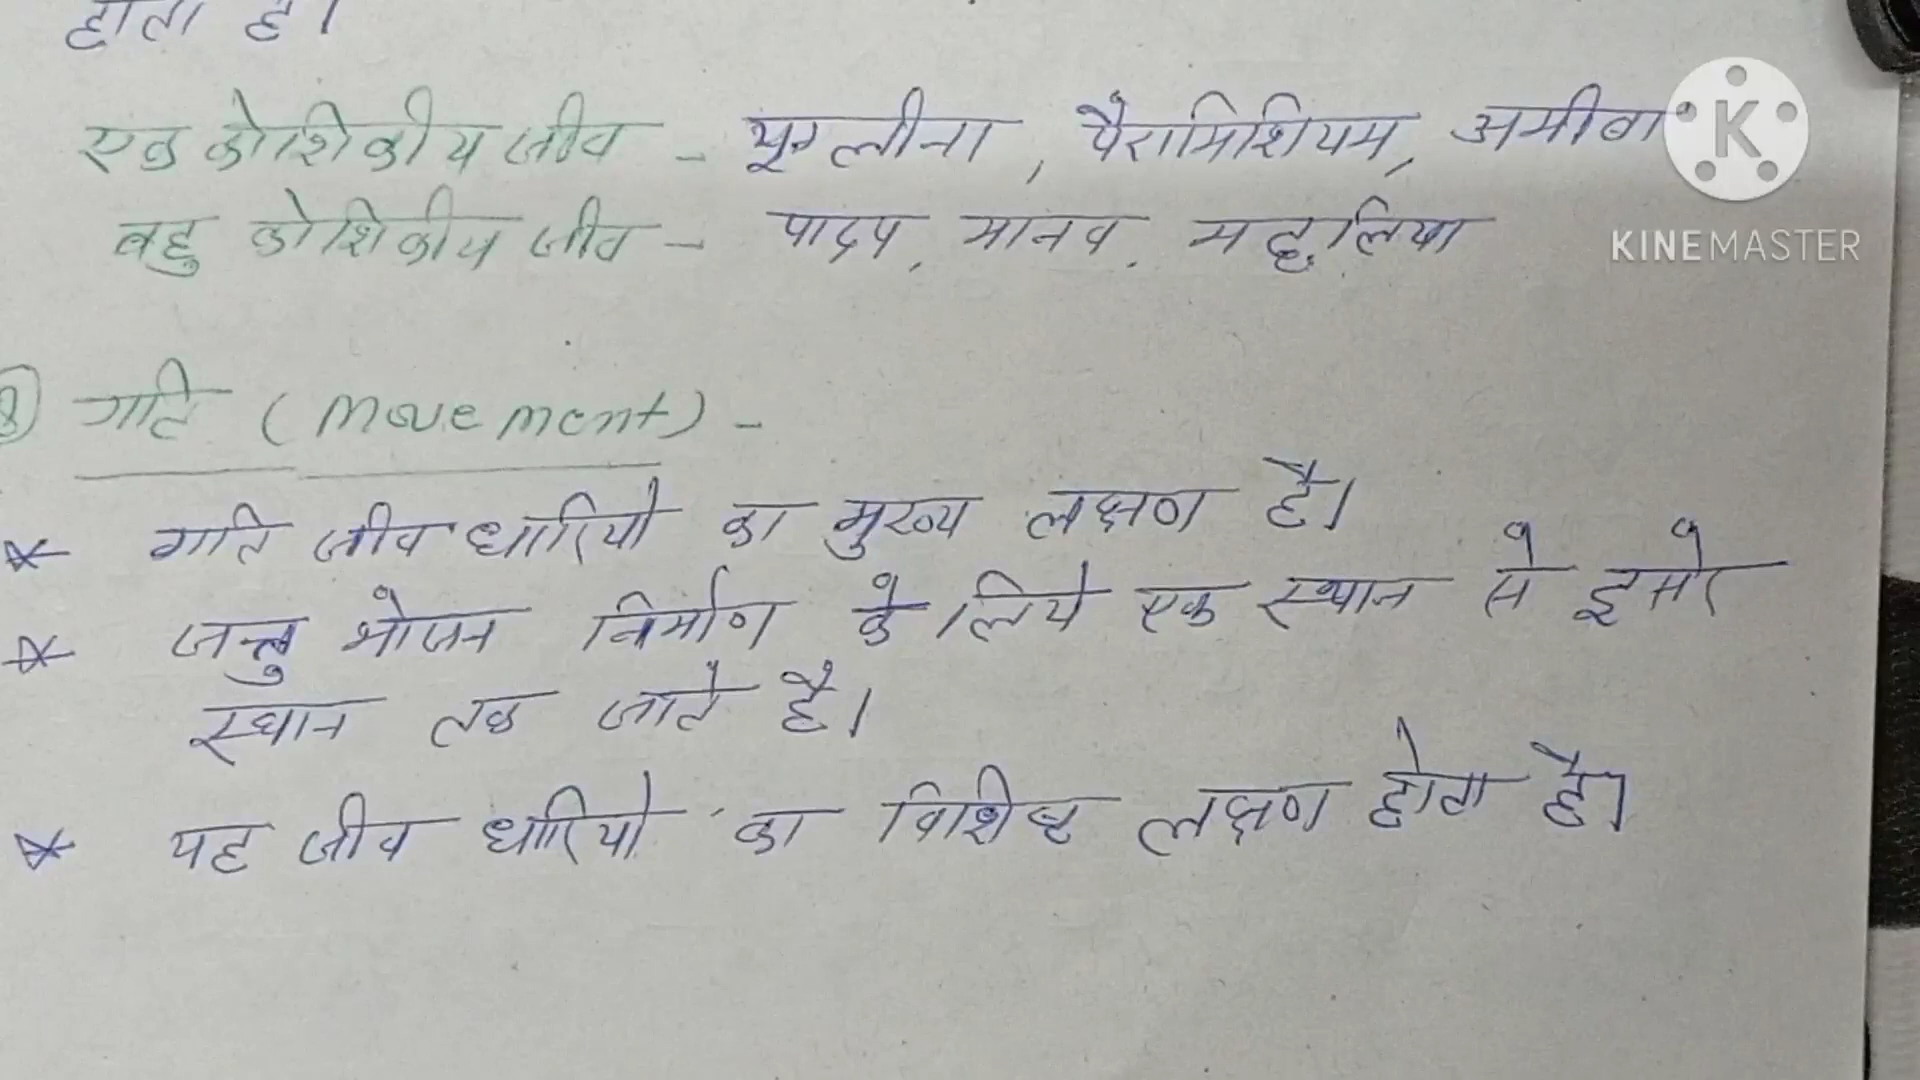 होता है।
एक कोशिकीय जीव - यूग्लीना, पैरामिशियम, अमीबा
बहु कोशिकीय जीव - पादप, मानव, मछलिया
गति (Movement) -
* गति जीव धारियो का मुख्य लक्षण है।
* जन्तु भोजन निर्माण के लिये एक स्थान से दूसरे
स्थान तक जाते है।
* यह जीव धारियो का विशिष्ट लक्षण होता है।
K
KINEMASTER